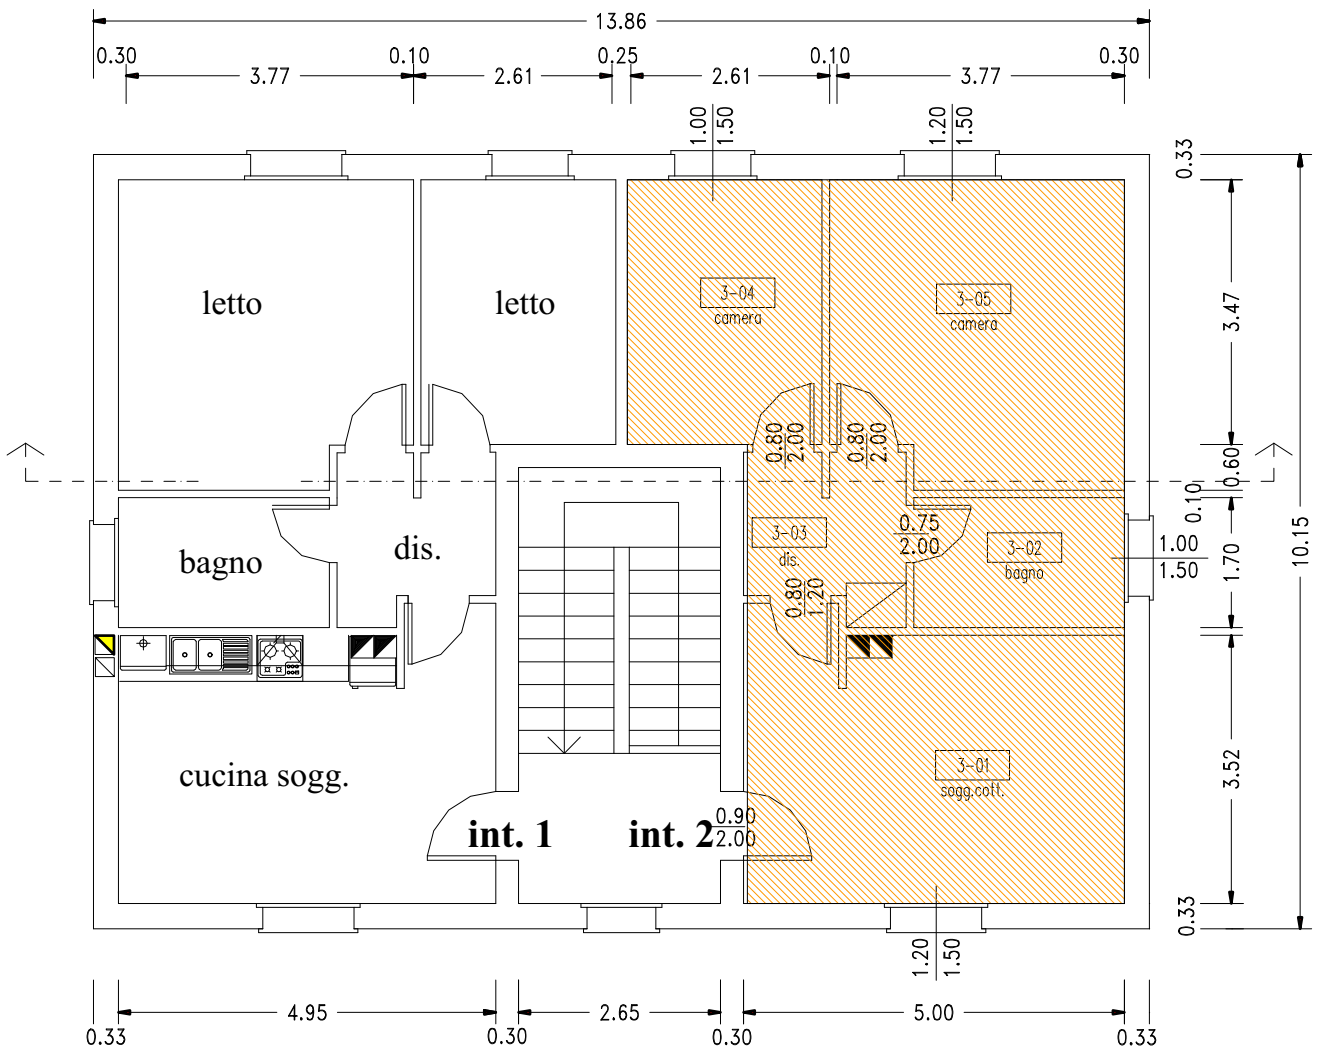 13.86
0.30 0.10 0.25 0.10 0.30
3.77 2.61 2.61 3.77
1.00
1.50
1.20
1.50
0.33
letto
letto
3-04
camera
3-05
camera
3.47
0.80
2.00
0.80
2.00
0.60
0.10
bagno
dis.
3-03
dis.
0.75
2.00
3-02
bagno
1.00
1.50
1.70
10.15
0.80
1.20
cucina sogg.
3-01
sogg.cott.
3.52
int. 1
int. 2
0.90
2.00
0.33
1.20
1.50
4.95 2.65 5.00
0.33 0.30 0.30 0.33